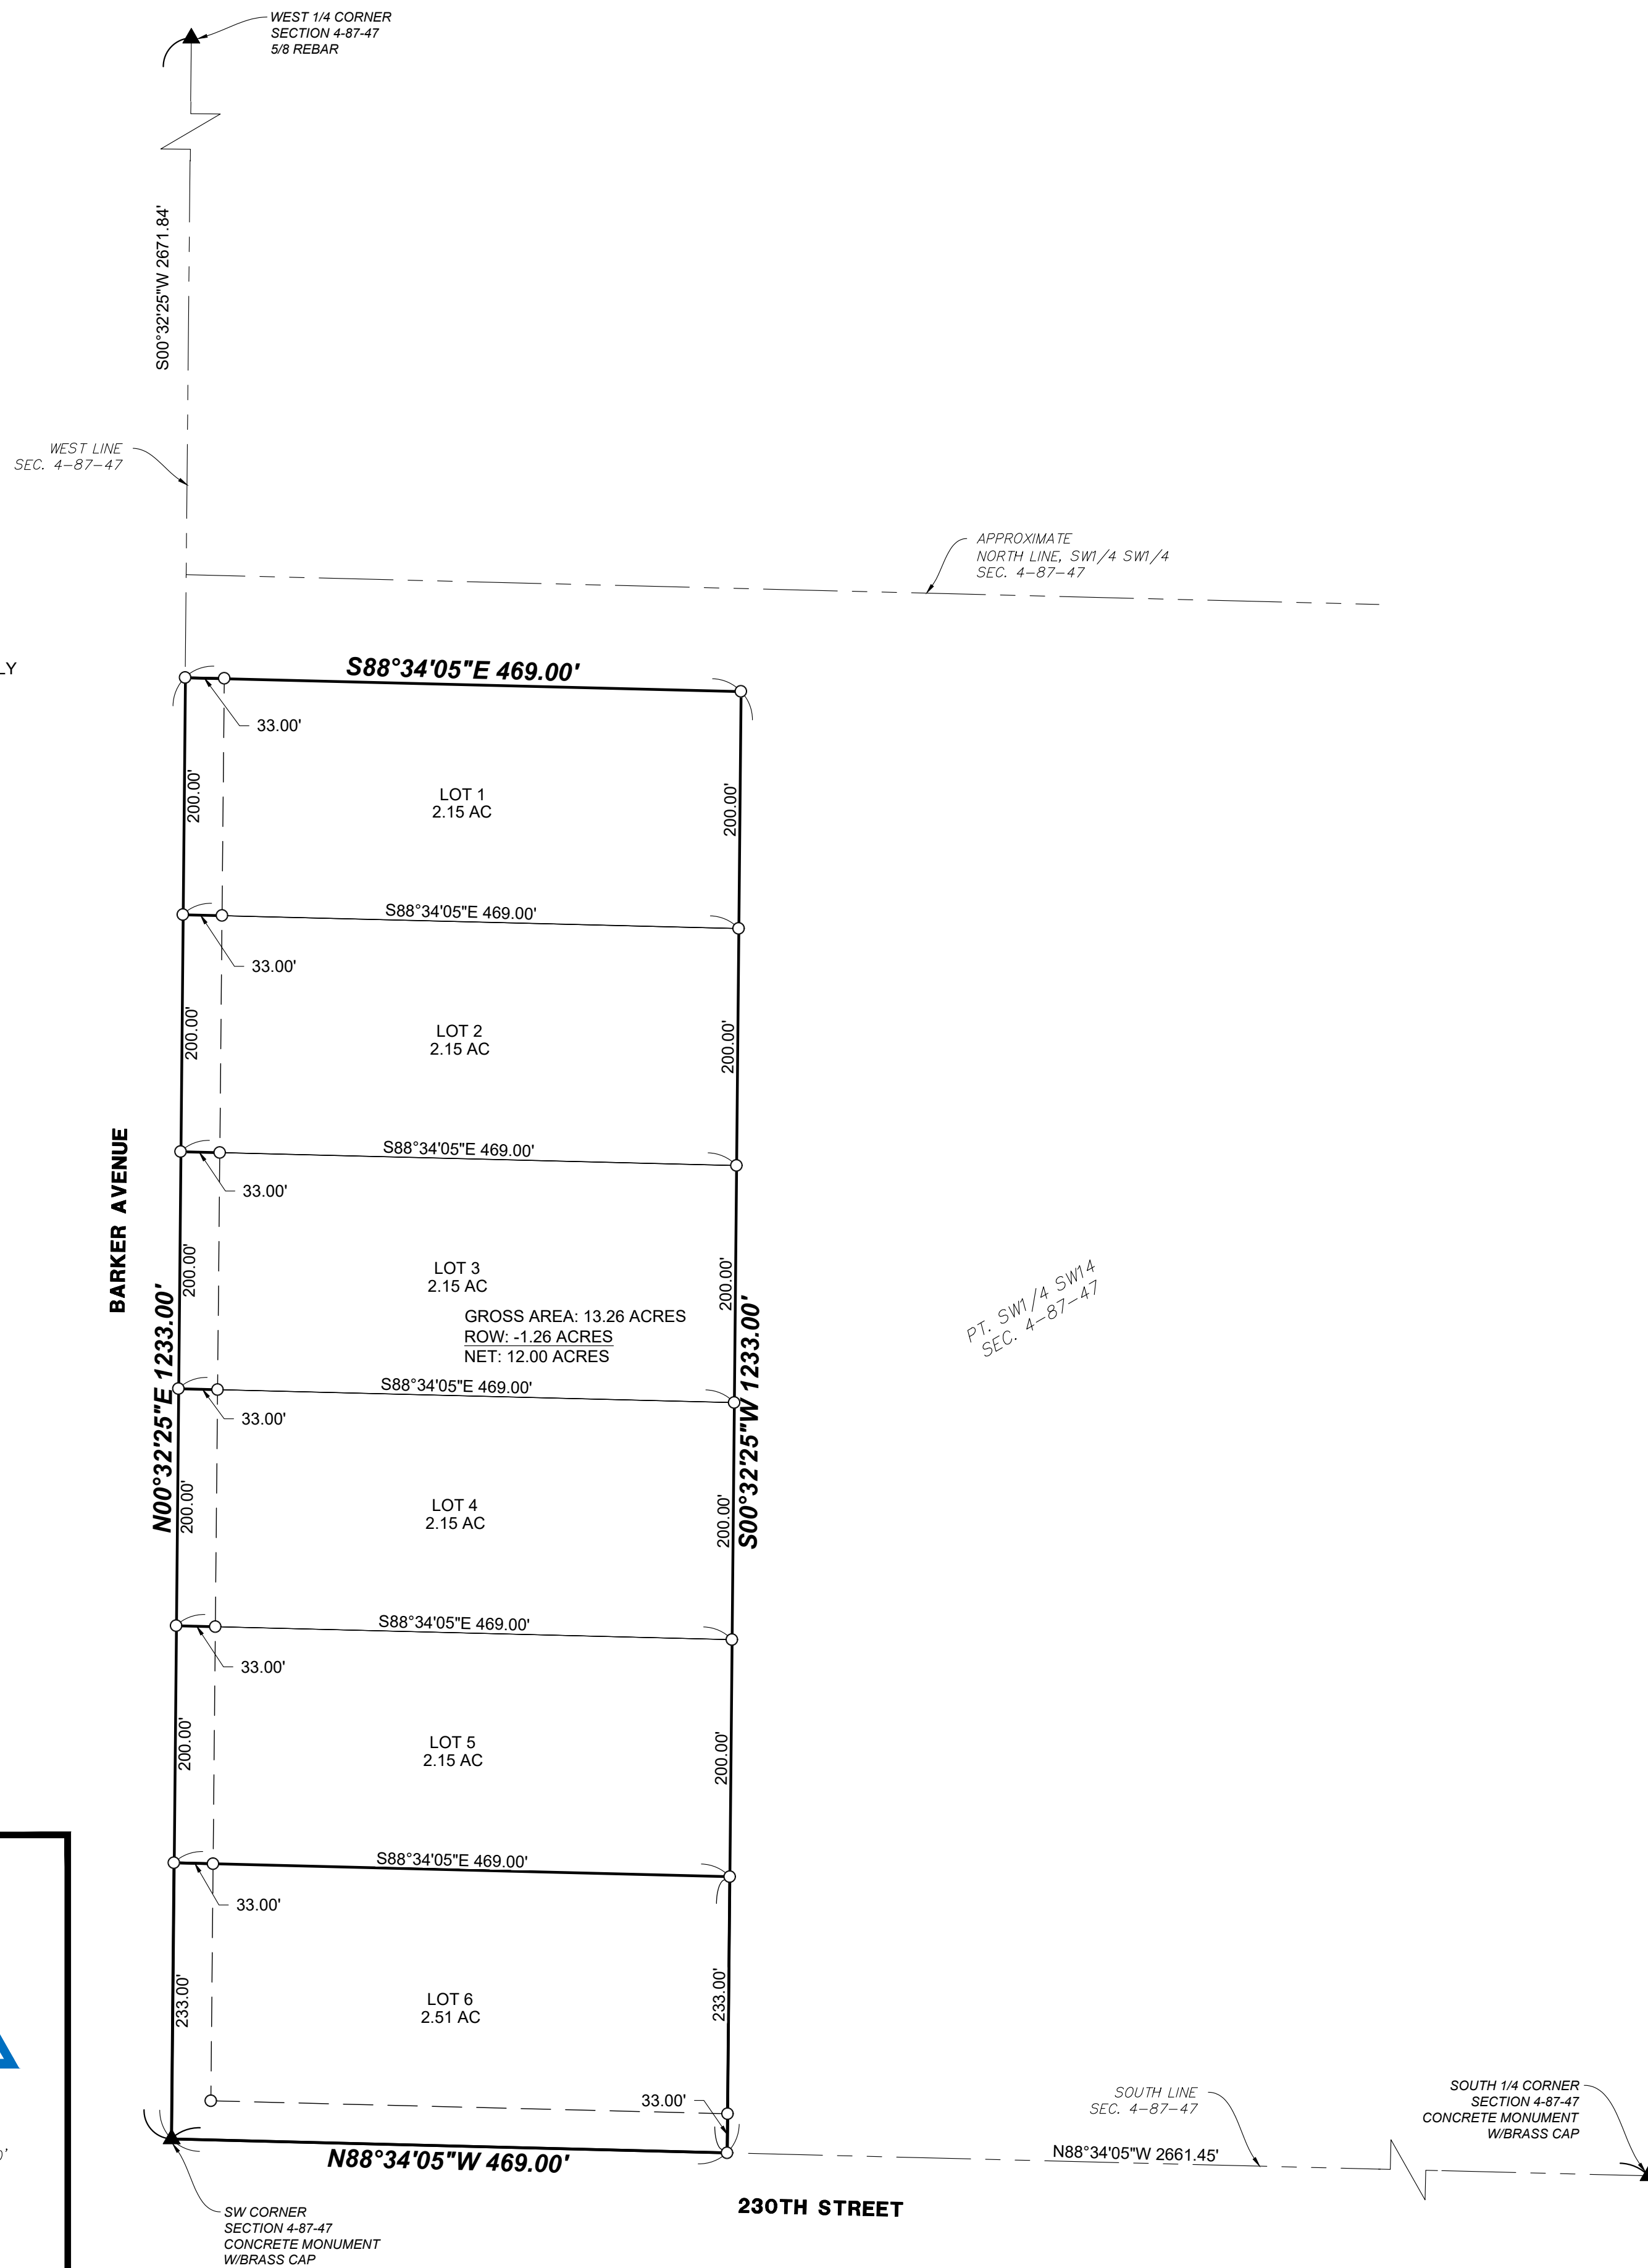 WEST 1/4 CORNER
SECTION 4-87-47
5/8 REBAR
S00°32'25"W 2671.84'
WEST LINE
SEC. 4-87-47
APPROXIMATE
NORTH LINE, SW1/4 SW1/4
SEC. 4-87-47
LY
S88°34'05"E 469.00'
33.00'
200.00'
LOT 1
2.15 AC
200.00'
S88°34'05"E 469.00'
33.00'
200.00'
LOT 2
2.15 AC
200.00'
S88°34'05"E 469.00'
33.00'
BARKER AVENUE
N00°32'25"E 1233.00'
200.00'
LOT 3
2.15 AC
GROSS AREA: 13.26 ACRES
ROW: -1.26 ACRES
NET: 12.00 ACRES
200.00'
S00°32'25"W 1233.00'
PT. SW1/4 SW14
SEC. 4-87-47
S88°34'05"E 469.00'
33.00'
200.00'
LOT 4
2.15 AC
200.00'
S88°34'05"E 469.00'
33.00'
200.00'
LOT 5
2.15 AC
200.00'
S88°34'05"E 469.00'
33.00'
233.00'
LOT 6
2.51 AC
233.00'
33.00'
N88°34'05"W 469.00'
SOUTH LINE
SEC. 4-87-47
N88°34'05"W 2661.45'
SOUTH 1/4 CORNER
SECTION 4-87-47
CONCRETE MONUMENT
W/BRASS CAP
230TH STREET
SW CORNER
SECTION 4-87-47
CONCRETE MONUMENT
W/BRASS CAP